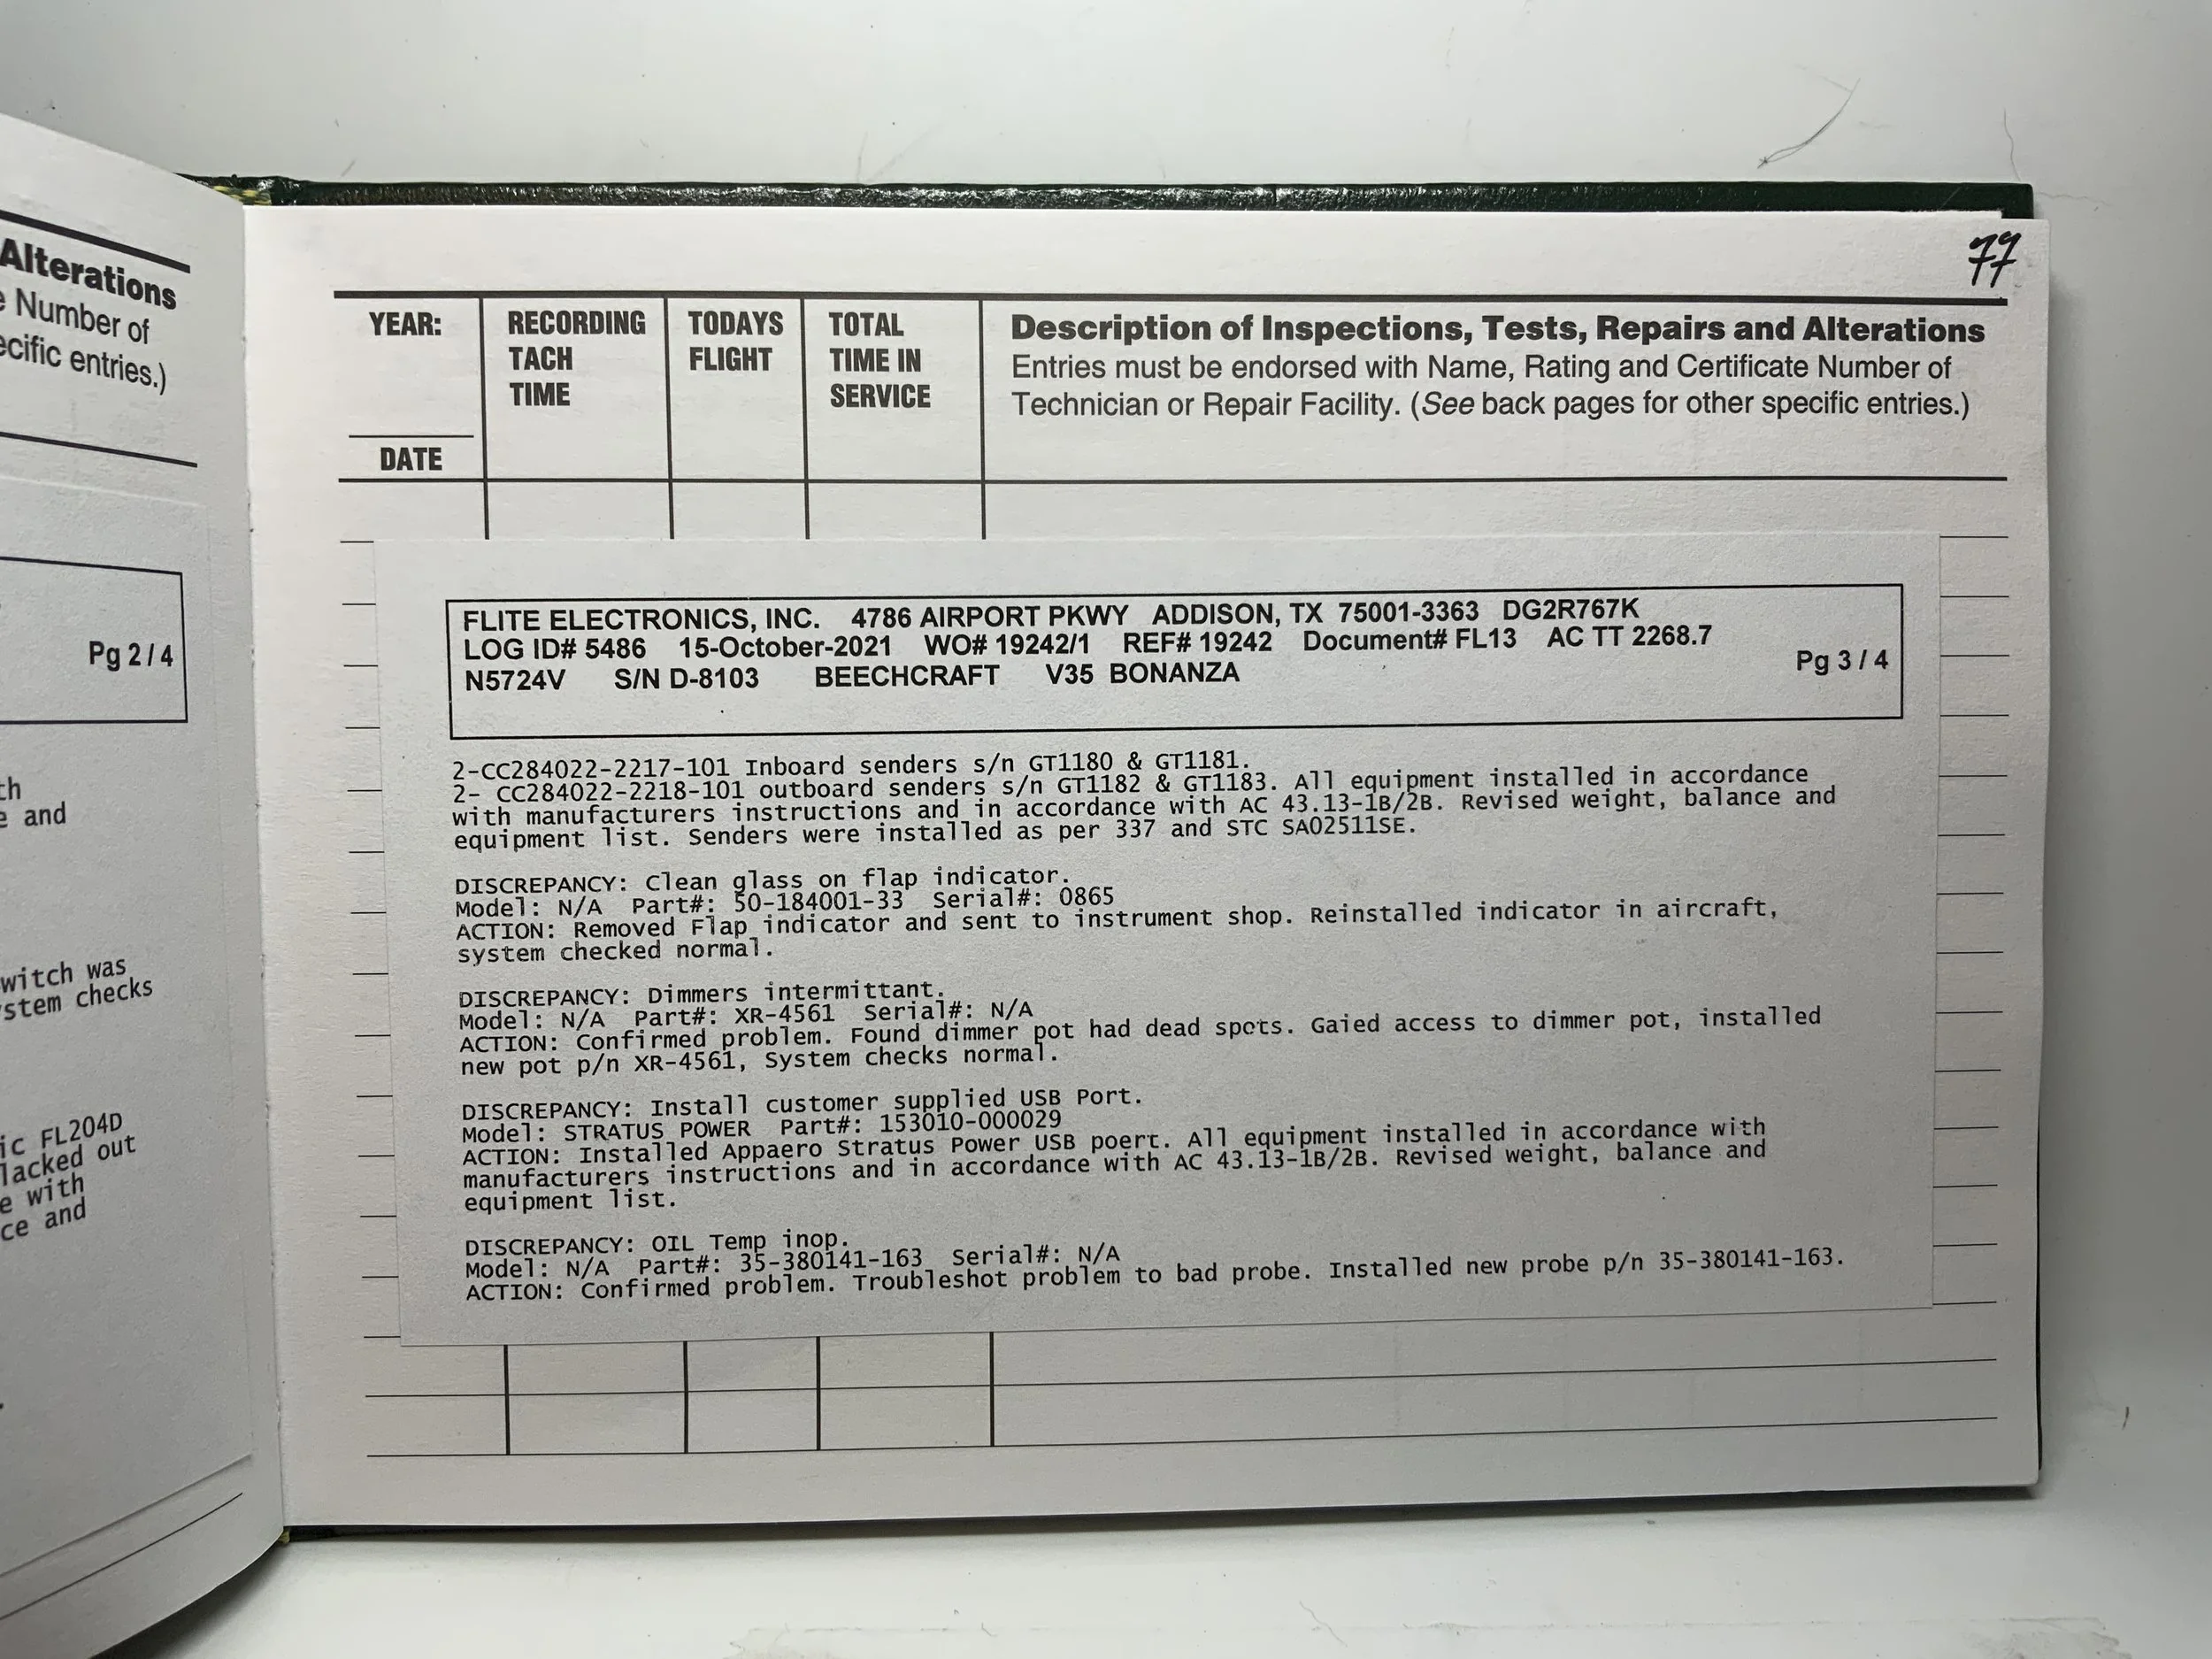 Alterations
Number of
ecific entries.)
Pg 2/4
and
witch was
stem checks
FL204D
lacked out
with
and
77
YEAR:
DATE
RECORDING
TACH
TIME
TODAYS
FLIGHT
TOTAL
TIME IN
SERVICE
Description of Inspections, Tests, Repairs and Alterations
Entries must be endorsed with Name, Rating and Certificate Number of
Technician or Repair Facility. (See back pages for other specific entries.)
FLITE ELECTRONICS, INC. 4786 AIRPORT PKWY ADDISON, TX 75001-3363 DG2R767K
LOG ID# 5486 15-October-2021 WO# 19242/1 REF# 19242 Document# FL13 AC TT 2268.7
N5724V S/N D-8103 BEECHCRAFT V35 BONANZA
Pg 3/4
2-CC284022-2217-101 Inboard senders s/n GT1180 & GT1181.
2- CC284022-2218-101 outboard senders s/n GT1182 & GT1183. All equipment installed in accordance
with manufacturers instructions and in accordance with AC 43.13-1B/2B. Revised weight, balance and
equipment list. Senders were installed as per 337 and STC SA02511SE.
DISCREPANCY: Clean glass on flap indicator.
Model: N/A Part#: 50-184001-33 Serial#: 0865
ACTION: Removed Flap indicator and sent to instrument shop. Reinstalled indicator in aircraft,
system checked normal.
DISCREPANCY: Dimmers intermittant.
Model: N/A Part#: XR-4561 Serial#: N/A
ACTION: Confirmed problem. Found dimmer pot had dead spots. Gaied access to dimmer pot, installed
new pot p/n XR-4561, System checks normal.
DISCREPANCY: Install customer supplied USB Port.
Model: STRATUS POWER Part#: 153010-000029
ACTION: Installed Appaero Stratus Power USB poert. All equipment installed in accordance with
manufacturers instructions and in accordance with AC 43.13-1B/2B. Revised weight, balance and
equipment list.
DISCREPANCY: OIL Temp inop.
Model: N/A Part#: 35-380141-163 Serial#: N/A
ACTION: Confirmed problem. Troubleshot problem to bad probe. Installed new probe p/n 35-380141-163.